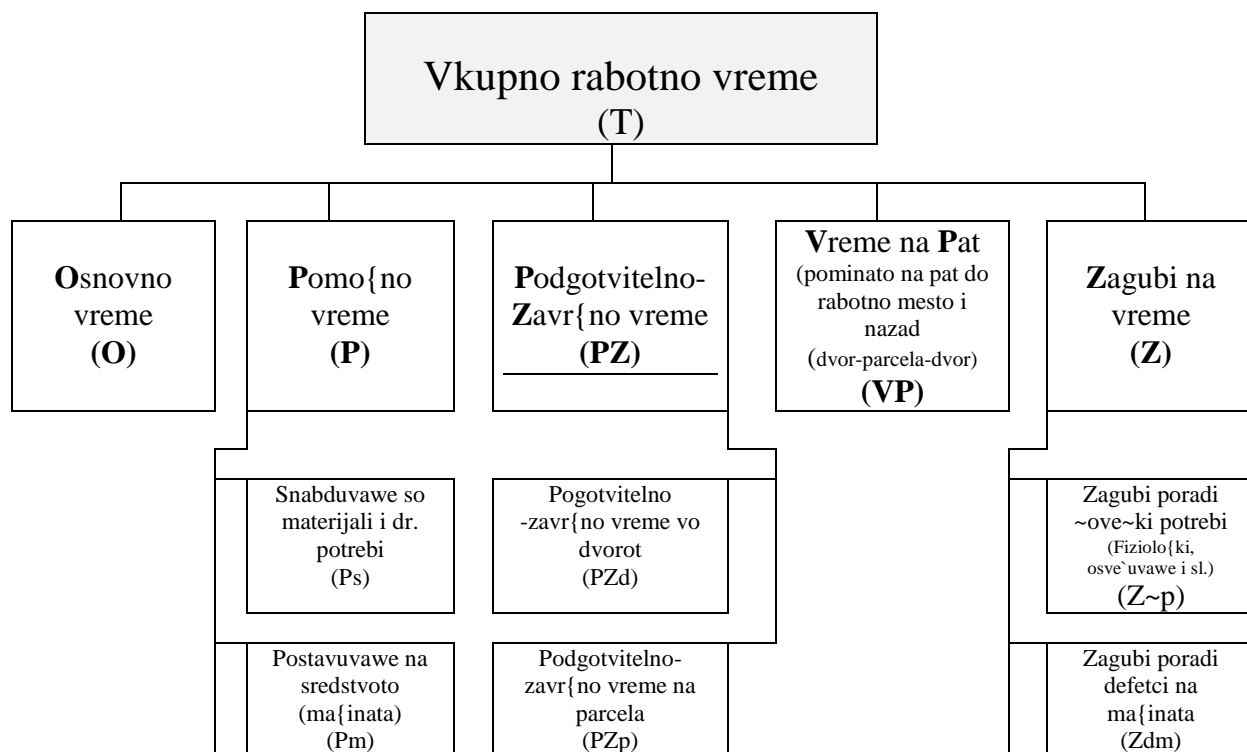 Vkupno rabotno vreme
(T)
Osnovno
vreme
(O)
Pomo{no
vreme
(P)
Podgotvitelno-
Zavr{no vreme
(PZ)
Vreme na Pat
(pominato na pat do
rabotno mesto i
nazad
(dvor-parcela-dvor)
(VP)
Zagubi na
vreme
(Z)
Snabduvawe so
materijali i dr.
potrebi
(Ps)
Pogotvitelno
-zavr{no vreme vo
dvorot
(PZd)
Zagubi poradi
~ove~ki potrebi
(Fiziolo{ki,
osve`uvawe i sl.)
(Z~p)
Postavuvawe na
sredstvoto
(ma{inata)
(Pm)
Podgotvitelno-
zavr{no vreme na
parcela
(PZp)
Zagubi poradi
defetci na
ma{inata
(Zdm)